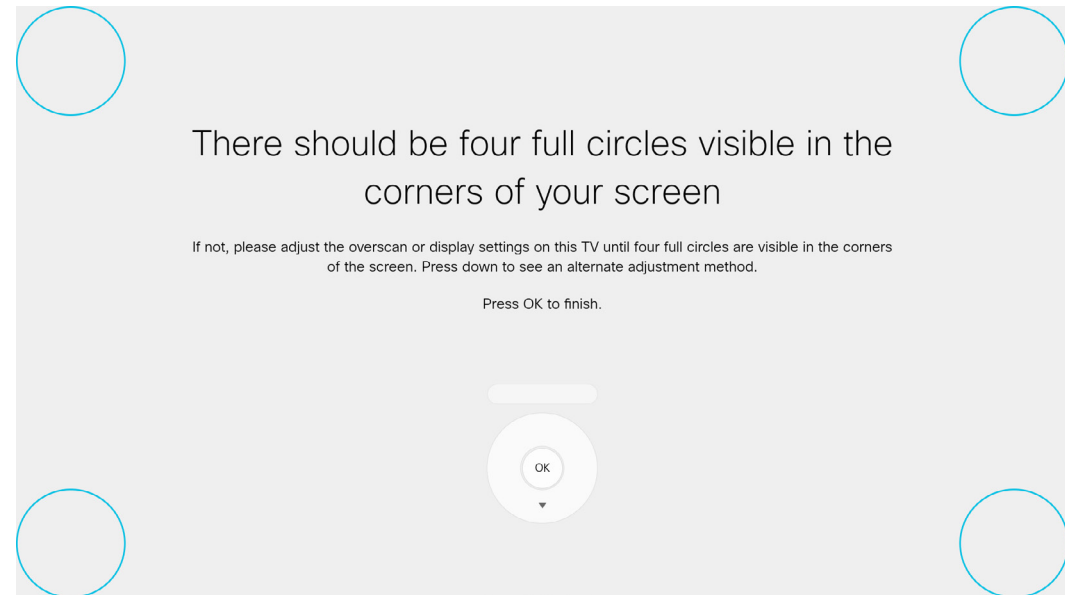 There should be four full circles visible in the
corners of your screen
If not, please adjust the overscan or display settings on this TV until four full circles are visible in the corners
of the screen. Press down to see an alternate adjustment method.
Press OK to finish.
OK